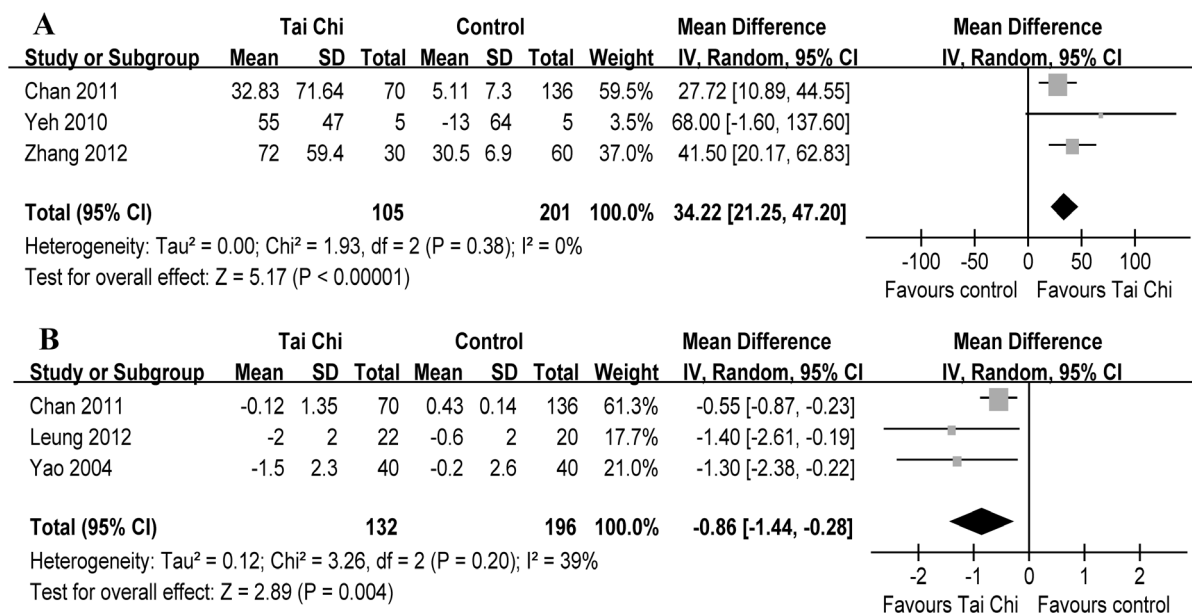 A
Tai Chi Control Mean Difference Mean Difference
Study or Subgroup Mean SD Total Mean SD Total Weight IV, Random, 95% CI IV, Random, 95% CI
Chan 2011 32.83 71.64 70 5.11 7.3 136 59.5% 27.72 [10.89, 44.55]
Yeh 2010 55 47 5 -13 64 5 3.5% 68.00 [-1.60, 137.60]
Zhang 2012 72 59.4 30 30.5 6.9 60 37.0% 41.50 [20.17, 62.83]
Total (95% CI) 105 201 100.0% 34.22 [21.25, 47.20]
Heterogeneity: Tau² = 0.00; Chi² = 1.93, df = 2 (P = 0.38); I² = 0%
Test for overall effect: Z = 5.17 (P < 0.00001)
-100 -50 0 50 100
Favours control Favours Tai Chi
B
Tai Chi Control Mean Difference Mean Difference
Study or Subgroup Mean SD Total Mean SD Total Weight IV, Random, 95% CI IV, Random, 95% CI
Chan 2011 -0.12 1.35 70 0.43 0.14 136 61.3% -0.55 [-0.87, -0.23]
Leung 2012 -2 2 22 -0.6 2 20 17.7% -1.40 [-2.61, -0.19]
Yao 2004 -1.5 2.3 40 -0.2 2.6 40 21.0% -1.30 [-2.38, -0.22]
Total (95% CI) 132 196 100.0% -0.86 [-1.44, -0.28]
Heterogeneity: Tau² = 0.12; Chi² = 3.26, df = 2 (P = 0.20); I² = 39%
Test for overall effect: Z = 2.89 (P = 0.004)
-2 -1 0 1 2
Favours Tai Chi Favours control